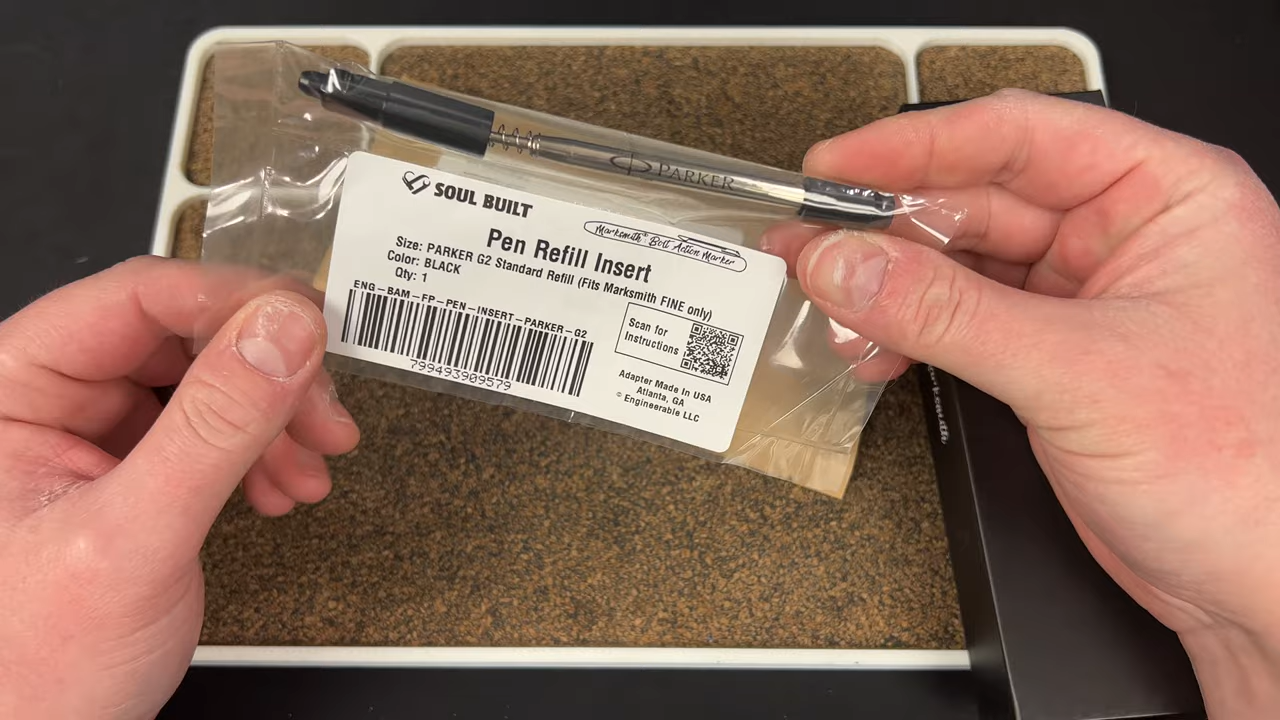 PARKER
SOUL BUILT
Marksmith® Bolt Action Marker
Pen Refill Insert
Size: PARKER G2 Standard Refill (Fits Marksmith FINE only)
Color: BLACK
Qty: 1
ENG-BAM-FP-PEN-INSERT-PARKER-G2
799493909579
Scan for
Instructions
Adapter Made in USA
Atlanta, GA
© Engineerable LLC